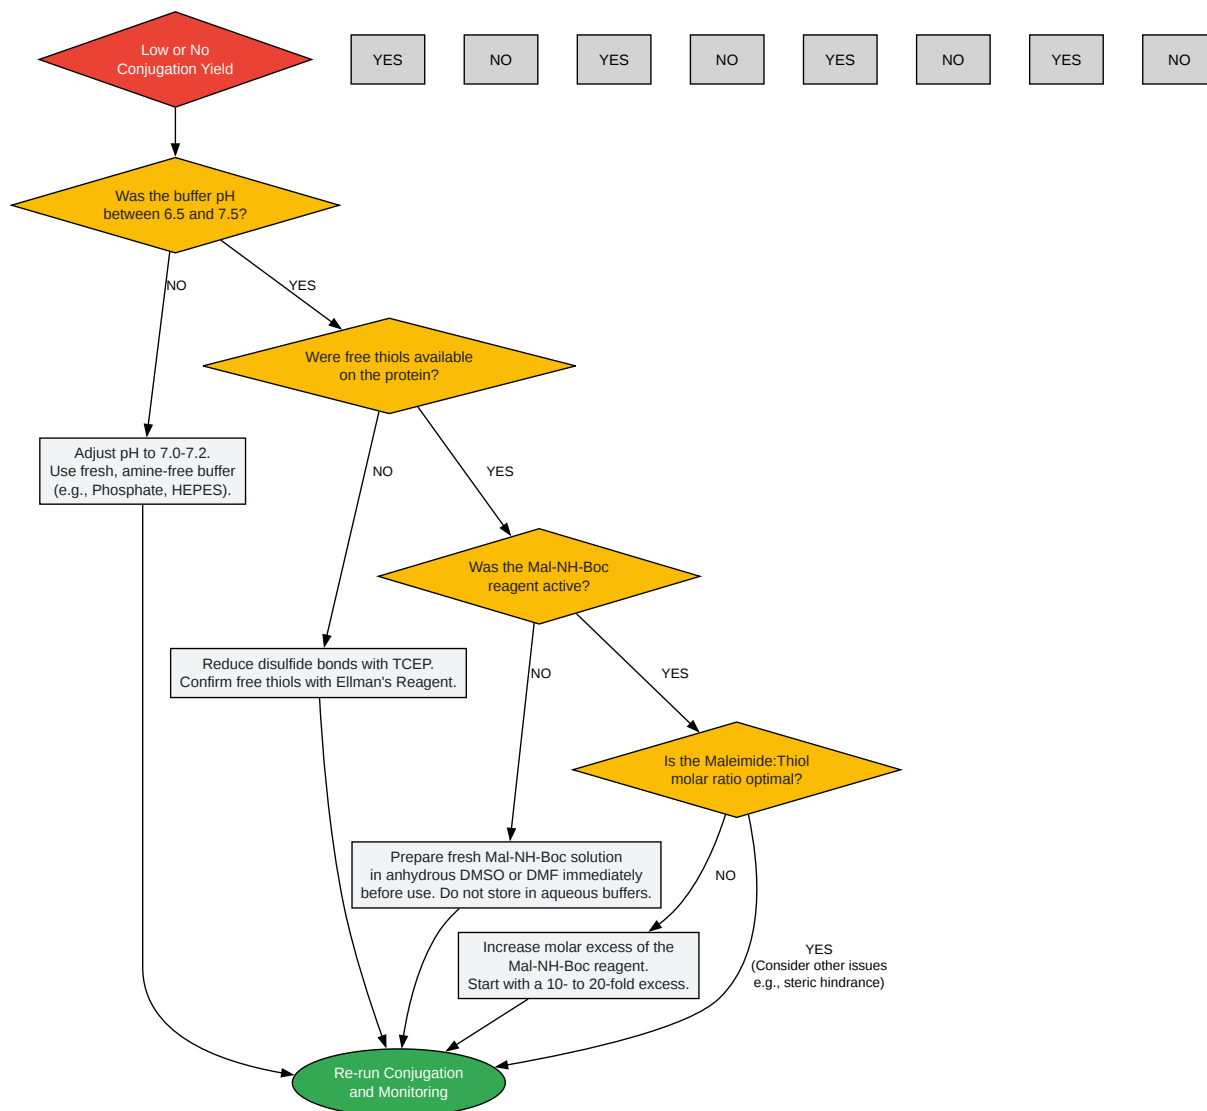 Low or No
Conjugation Yield
YES
NO
YES
NO
YES
NO
YES
NO
Was the buffer pH
between 6.5 and 7.5?
NO
YES
Were free thiols available
on the protein?
Adjust pH to 7.0-7.2.
Use fresh, amine-free buffer
(e.g., Phosphate, HEPES).
NO
YES
Was the Mal-NH-Boc
reagent active?
Reduce disulfide bonds with TCEP.
Confirm free thiols with Ellman's Reagent.
NO
YES
Is the Maleimide:Thiol
molar ratio optimal?
Prepare fresh Mal-NH-Boc solution
in anhydrous DMSO or DMF immediately
before use. Do not store in aqueous buffers.
NO
Increase molar excess of the
Mal-NH-Boc reagent.
Start with a 10- to 20-fold excess.
YES
(Consider other issues
e.g., steric hindrance)
Re-run Conjugation
and Monitoring